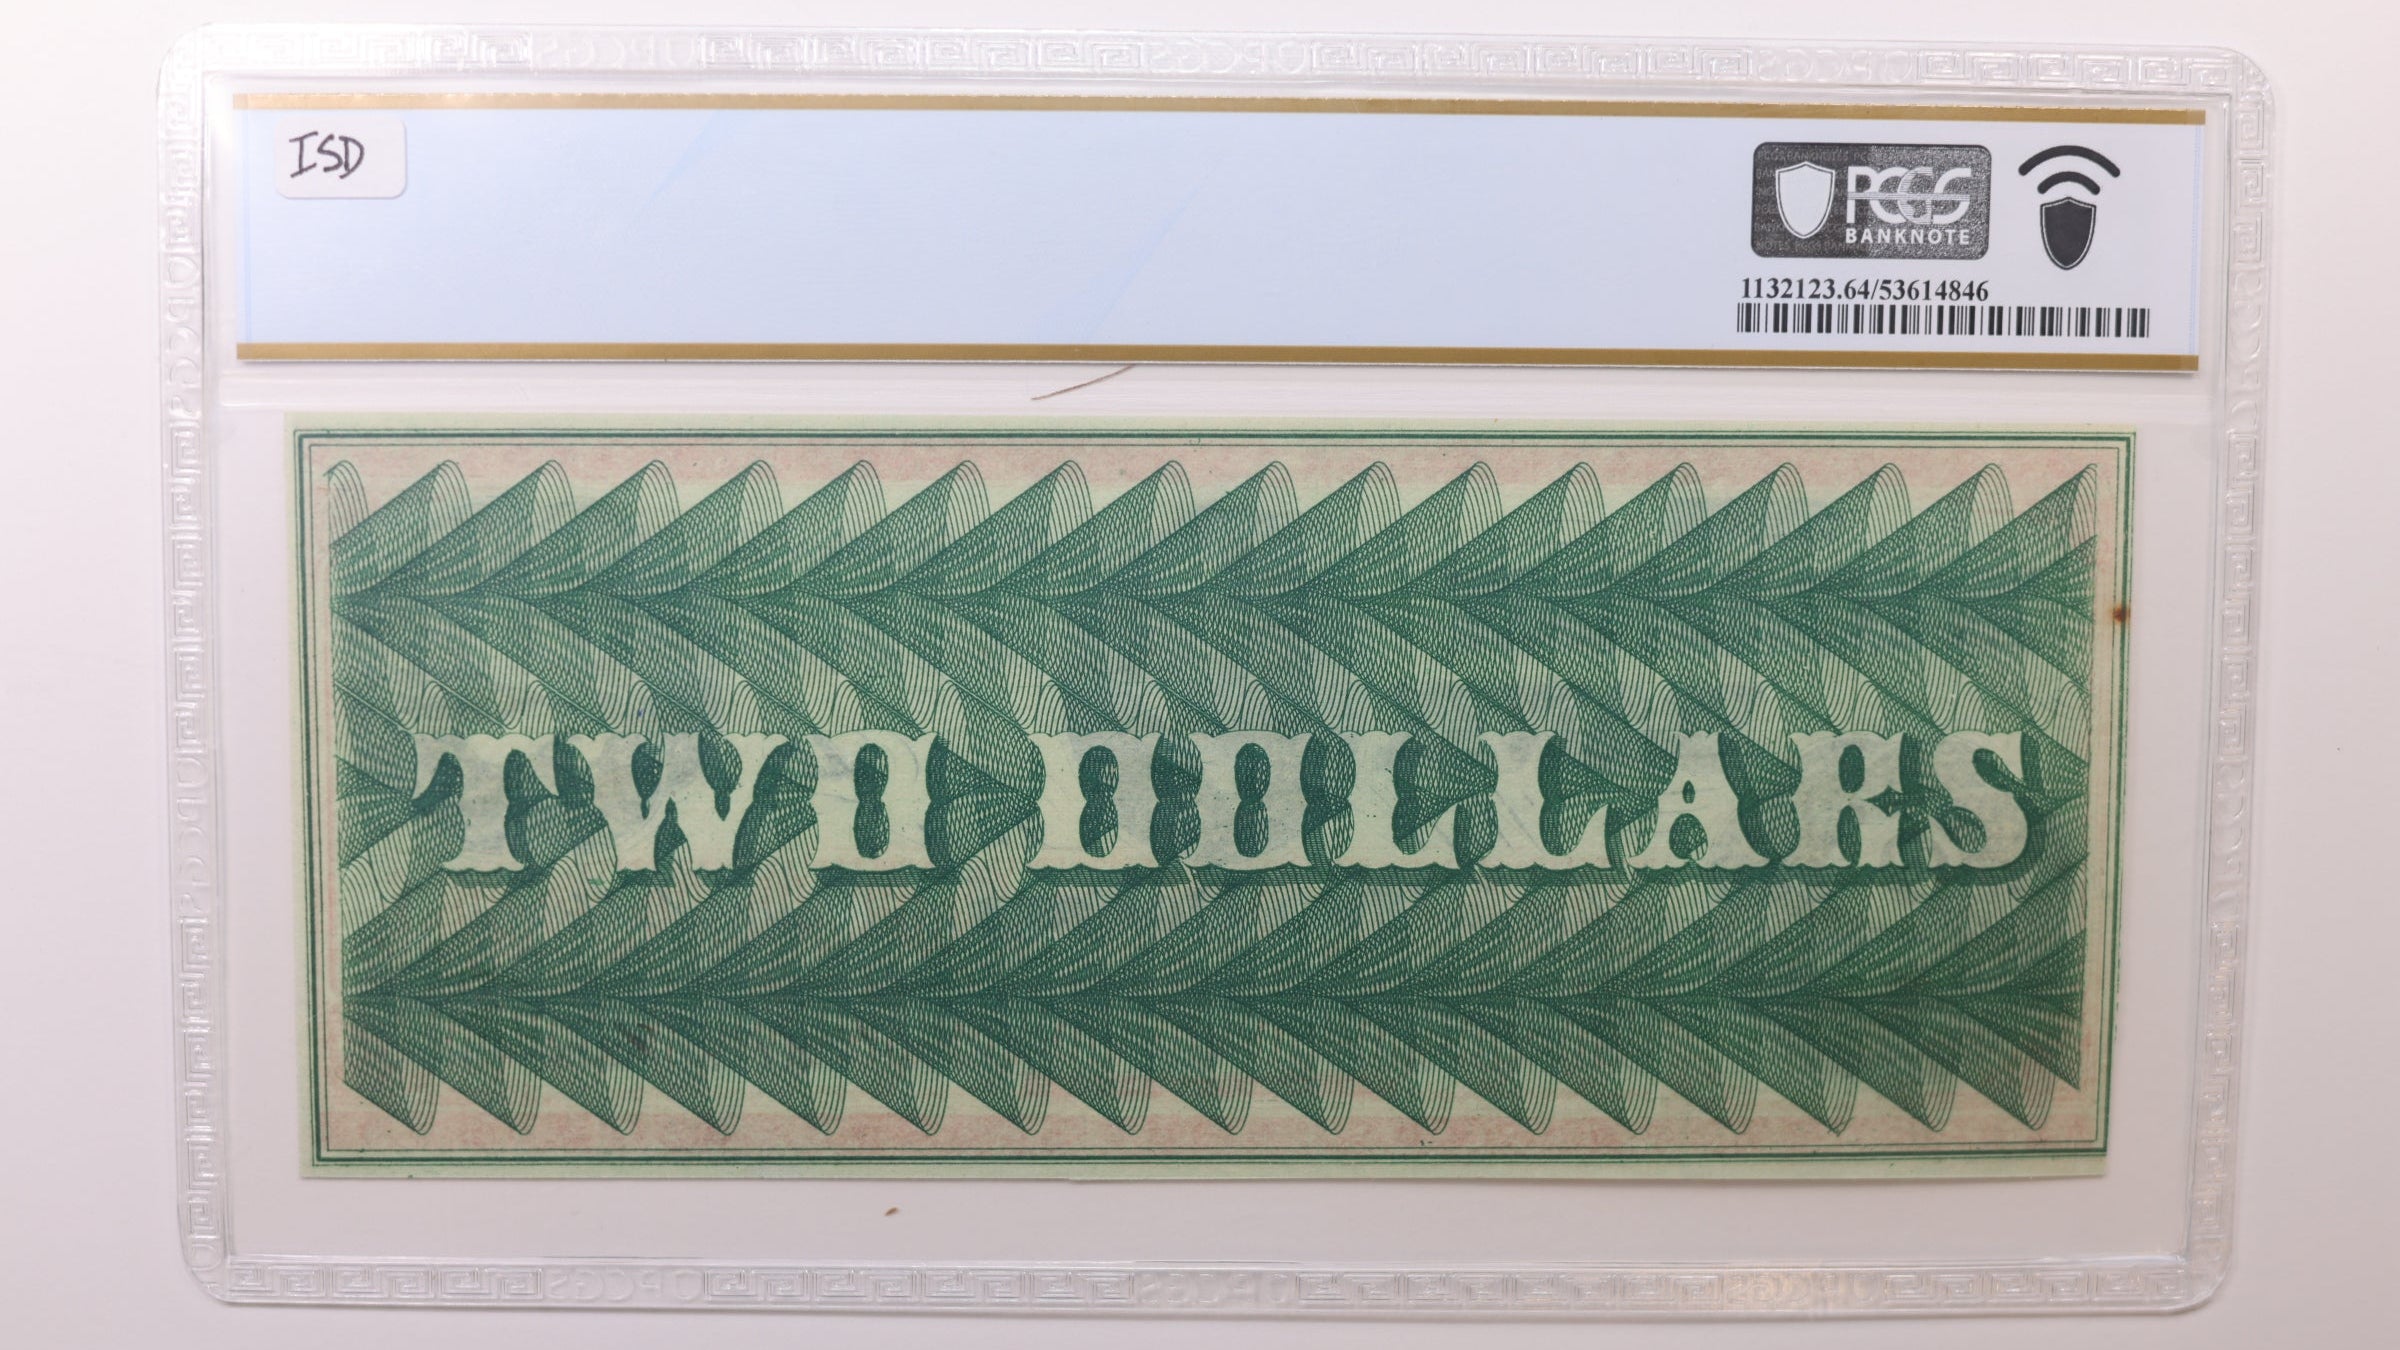 ISD
PCGS
BANKNOTE
1132123.64/53614846
TWO DOLLARS